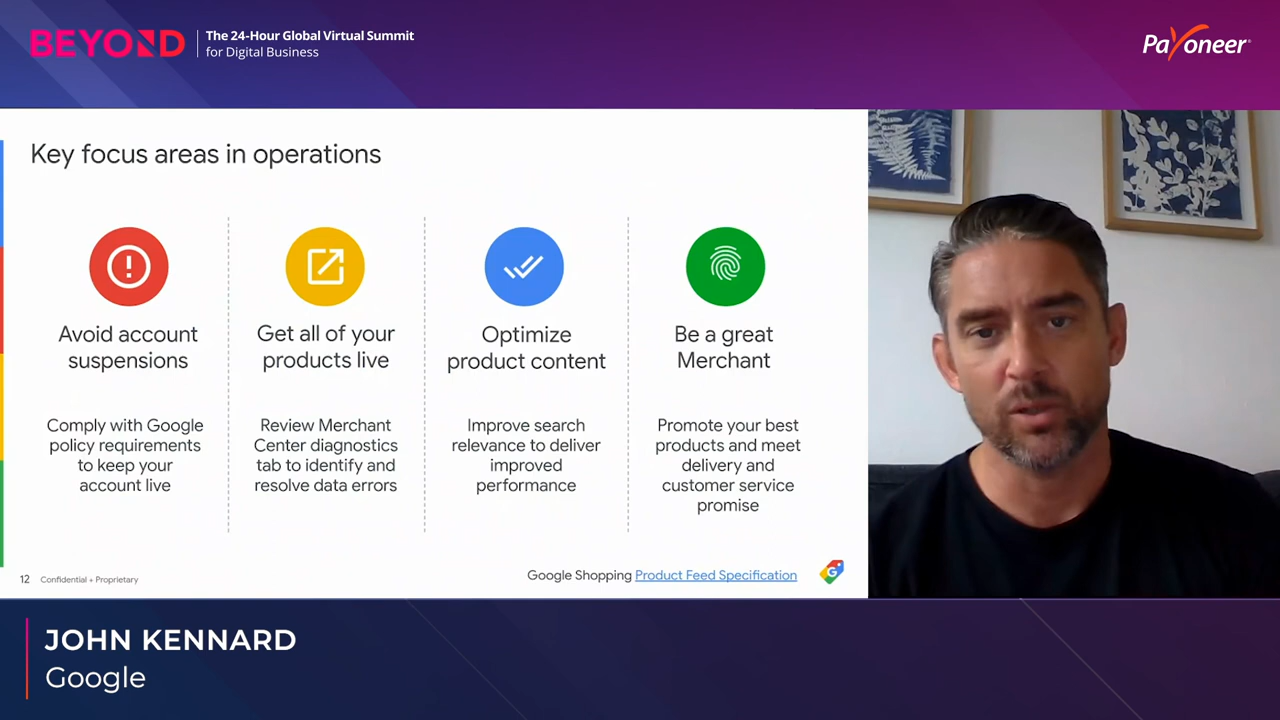 BEYOND
The 24-Hour Global Virtual Summit
for Digital Business
Payoneer
Key focus areas in operations
Avoid account
suspensions
Comply with Google
policy requirements
to keep your
account live
Get all of your
products live
Review Merchant
Center diagnostics
tab to identify and
resolve data errors
Optimize
product content
Improve search
relevance to deliver
improved
performance
Be a great
Merchant
Promote your best
products and meet
delivery and
customer service
promise
12 Confidential + Proprietary
Google Shopping Product Feed Specification
G
JOHN KENNARD
Google